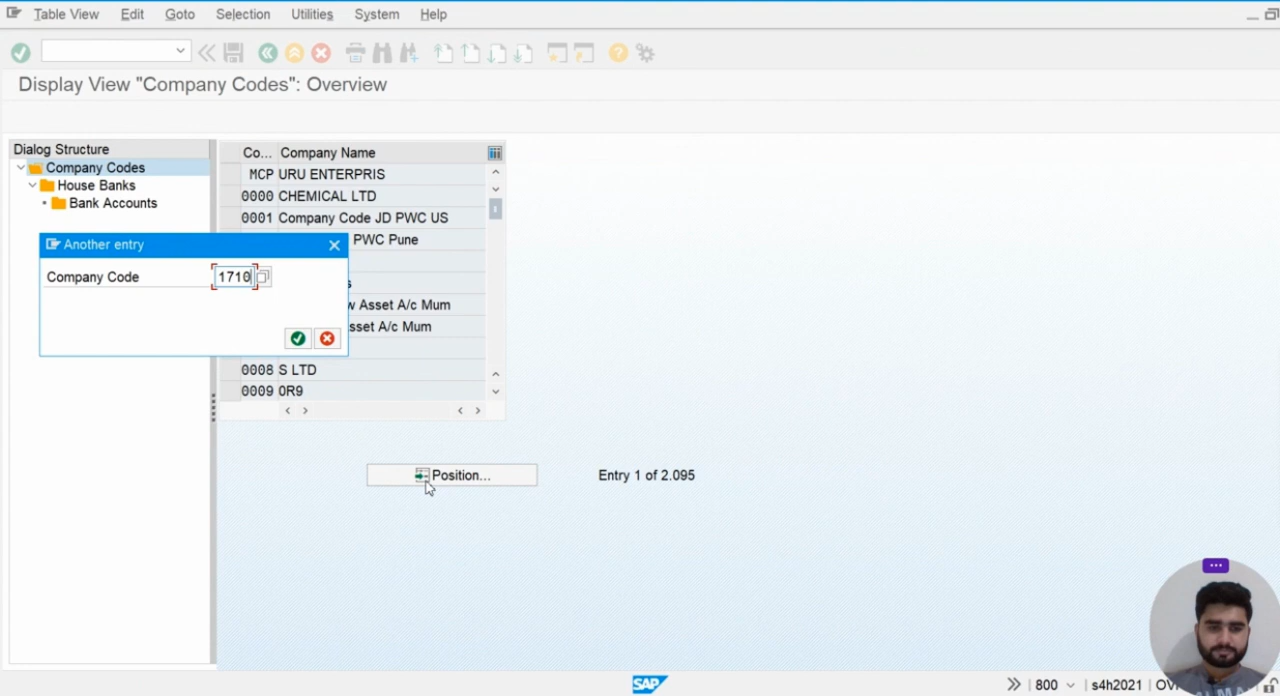 Table View Edit Goto Selection Utilities System Help
Display View "Company Codes": Overview
Dialog Structure
Company Codes
House Banks
Bank Accounts
Co... Company Name
MCP URU ENTERPRIS
0000 CHEMICAL LTD
0001 Company Code JD PWC US
PWC Pune
Asset A/c Mum
sset A/c Mum
0008 S LTD
0009 0R9
Another entry
Company Code 1710
Position...
Entry 1 of 2.095
SAP
800 s4h2021